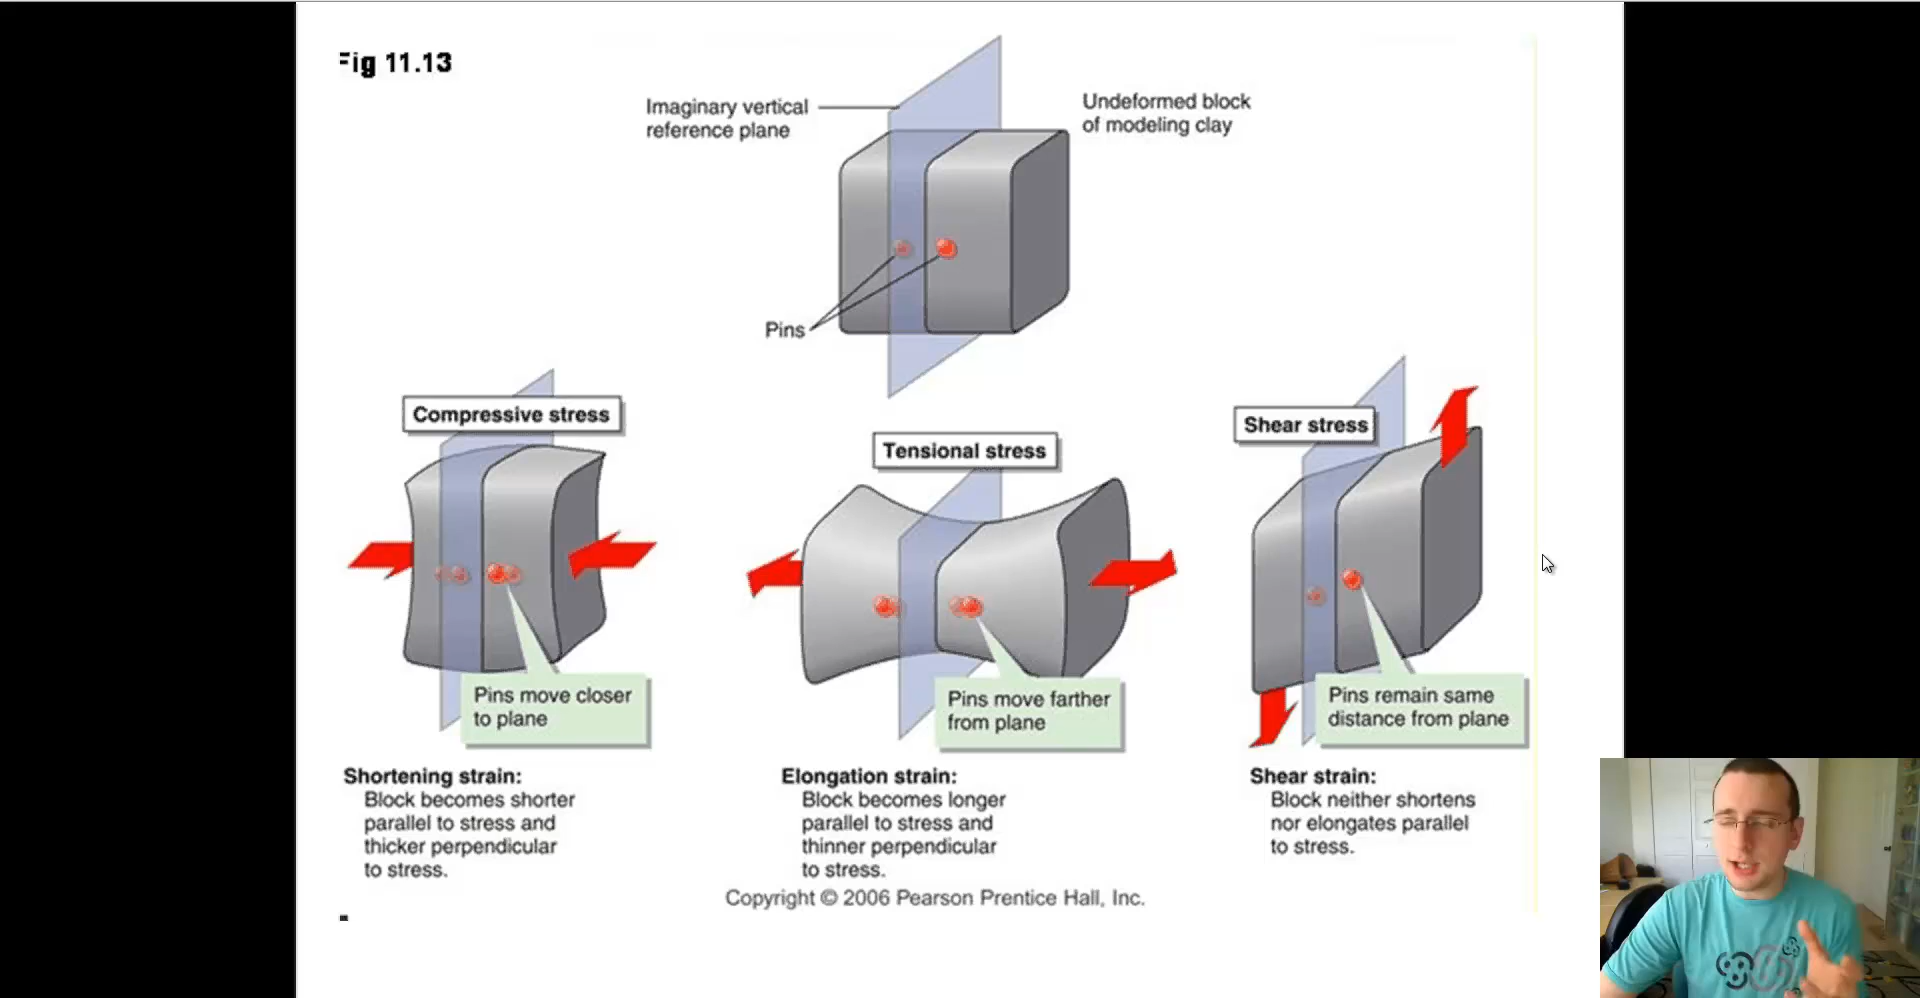 Fig 11.13
Imaginary vertical
reference plane
Undeformed block
of modeling clay
Pins
Compressive stress
Pins move closer
to plane
Shortening strain:
Block becomes shorter
parallel to stress and
thicker perpendicular
to stress.
Tensional stress
Pins move farther
from plane
Elongation strain:
Block becomes longer
parallel to stress and
thinner perpendicular
to stress.
Shear stress
Pins remain same
distance from plane
Shear strain:
Block neither shortens
nor elongates parallel
to stress.
Copyright © 2006 Pearson Prentice Hall, Inc.